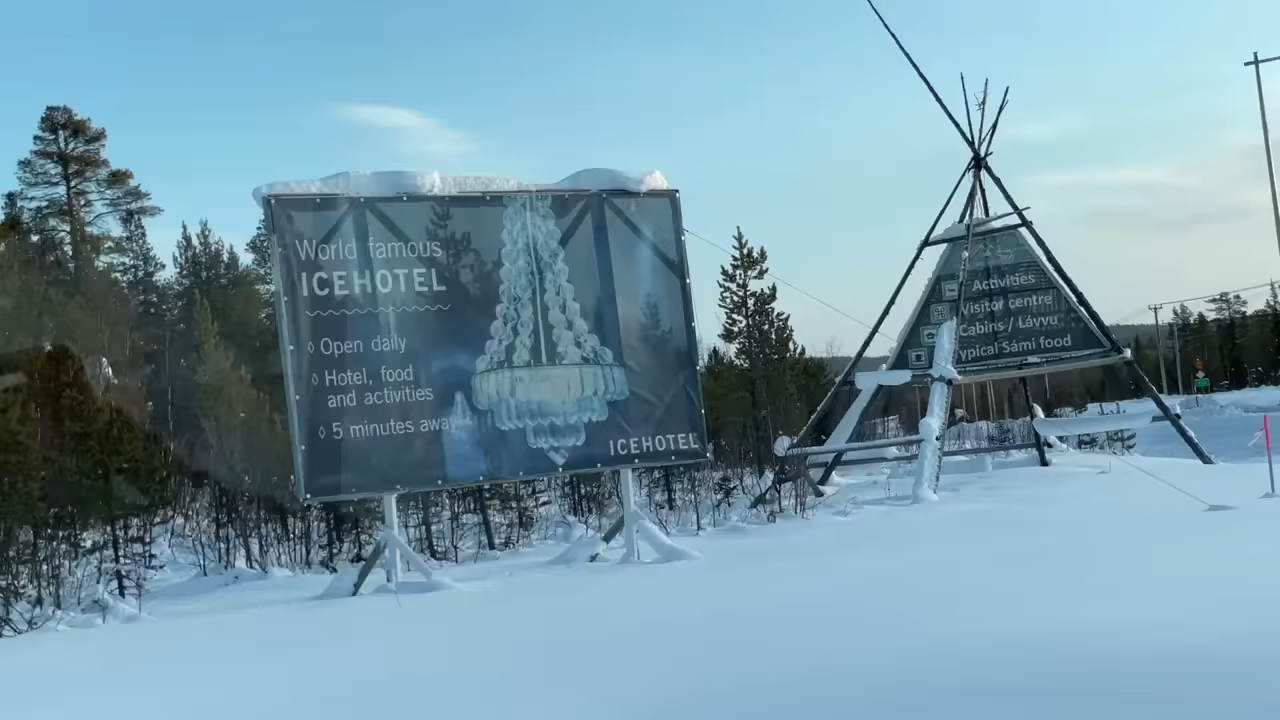 World famous
ICEHOTEL
◊ Open daily
◊ Hotel, food
and activities
◊ 5 minutes away
ICEHOTEL
Activities
Visitor centre
Cabins / Lávvu
ypical Sámi food